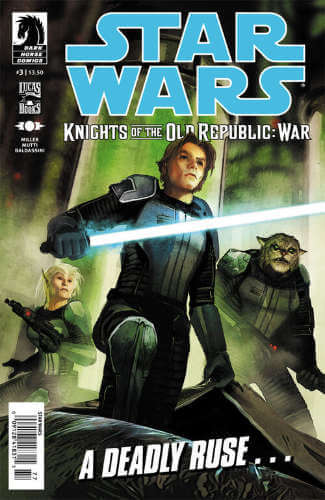 DARK
HORSE
COMICS
STAR
WARS
#3 | $3.50
LUCAS
BOOKS
KNIGHTS OF THE OLD REPUBLIC: WAR
MILLER
MUTTI
BALDASSINI
A DEADLY RUSE . . .